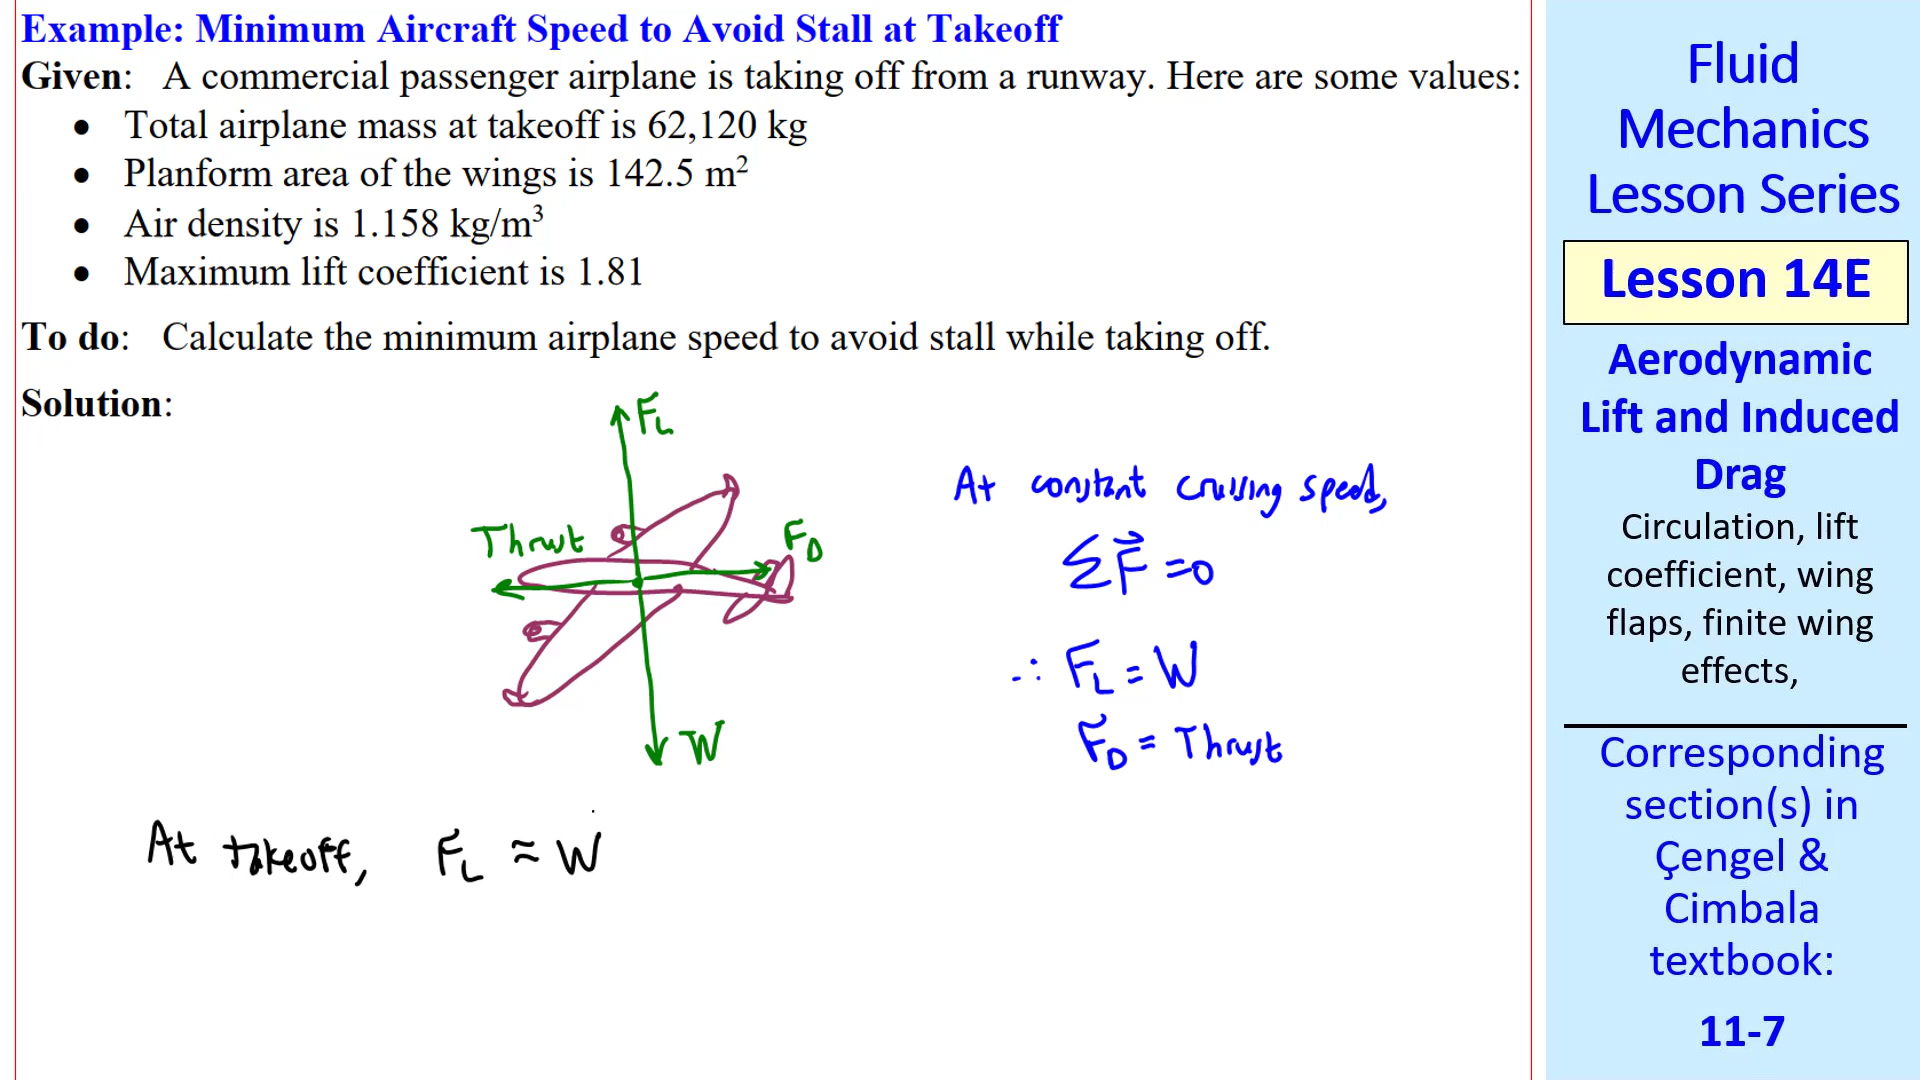 Example: Minimum Aircraft Speed to Avoid Stall at Takeoff
Given: A commercial passenger airplane is taking off from a runway. Here are some values:
• Total airplane mass at takeoff is 62,120 kg
• Planform area of the wings is 142.5 m²
• Air density is 1.158 kg/m³
• Maximum lift coefficient is 1.81
To do: Calculate the minimum airplane speed to avoid stall while taking off.
Solution:
F_L
Thrust
F_D
W
At constant cruising speed,
ΣF⃗ = 0
∴ F_L = W
F_D = Thrust
At takeoff, F_L ≈ W
Fluid
Mechanics
Lesson Series
Lesson 14E
Aerodynamic
Lift and Induced
Drag
Circulation, lift
coefficient, wing
flaps, finite wing
effects,
Corresponding
section(s) in
Çengel &
Cimbala
textbook:
11-7